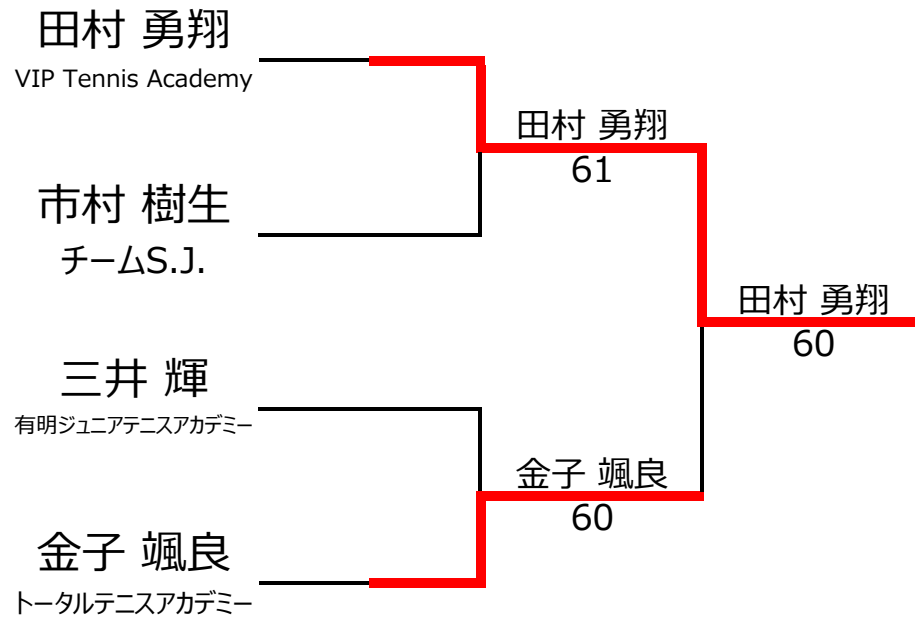 田村 勇翔
VIP Tennis Academy
田村 勇翔
61
市村 樹生
チームS.J.
田村 勇翔
60
三井 輝
有明ジュニアテニスアカデミー
金子 颯良
60
金子 颯良
トータルテニスアカデミー